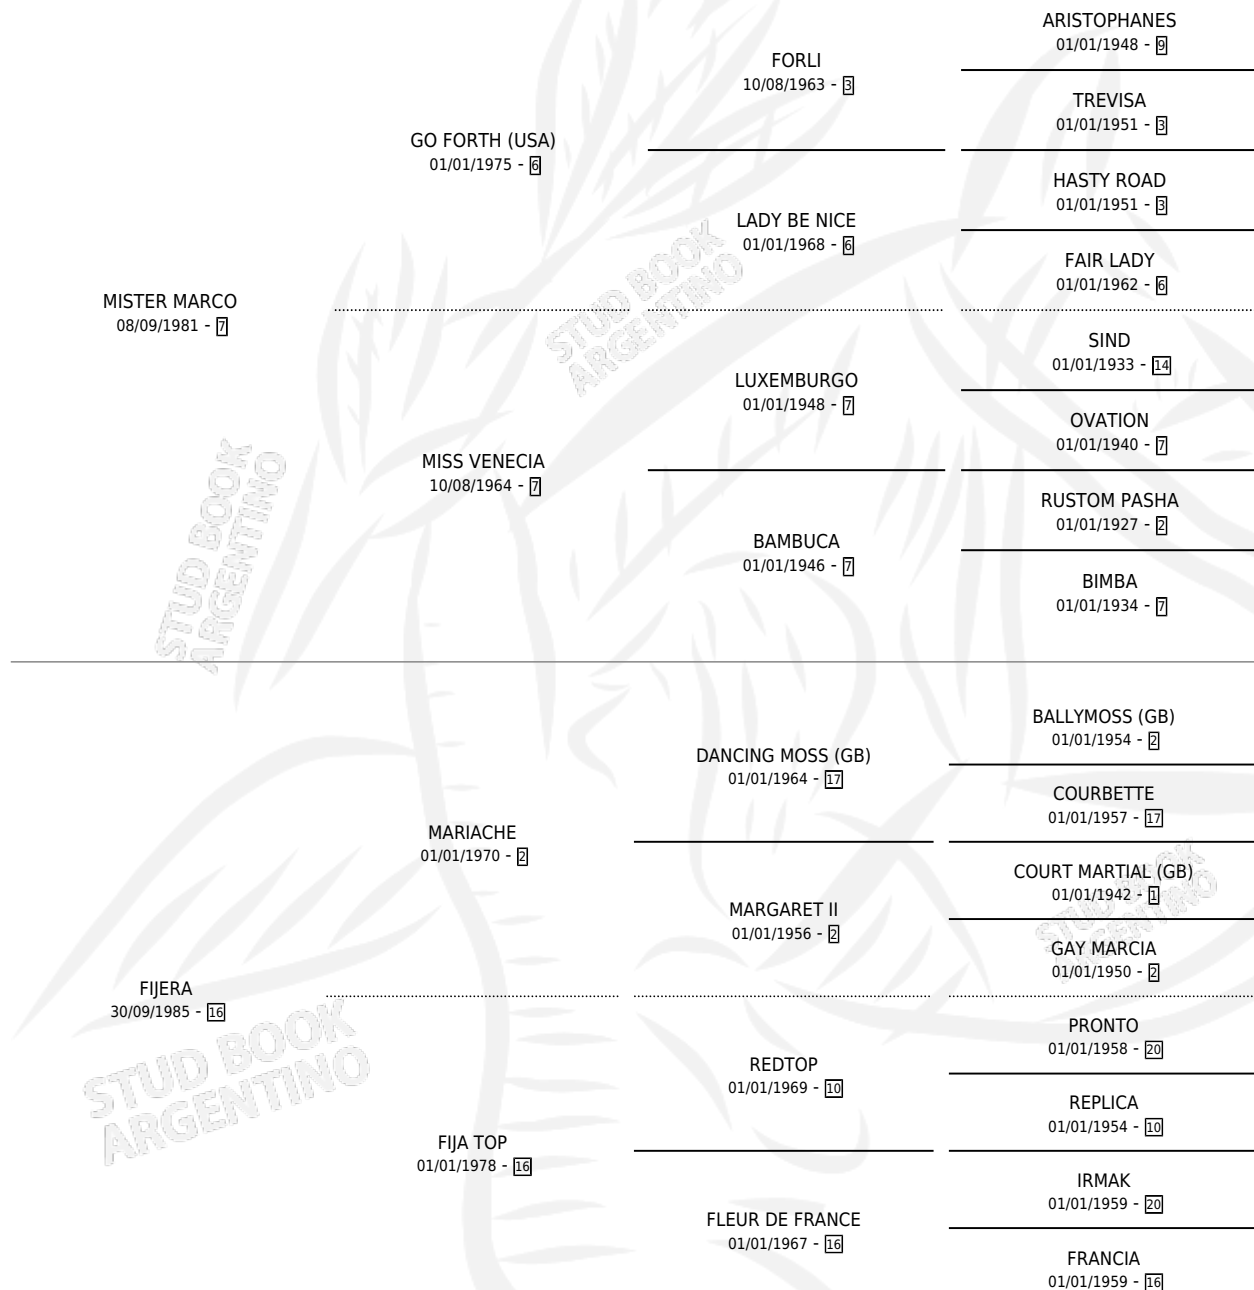 ARISTOPHANES
01/01/1948 - 9
FORLI
10/08/1963 - 3
TREVISA
01/01/1951 - 3
GO FORTH (USA)
01/01/1975 - 6
HASTY ROAD
01/01/1951 - 3
LADY BE NICE
01/01/1968 - 6
FAIR LADY
01/01/1962 - 6
MISTER MARCO
08/09/1981 - 7
SIND
01/01/1933 - 14
LUXEMBURGO
01/01/1948 - 7
OVATION
01/01/1940 - 7
MISS VENECIA
10/08/1964 - 7
RUSTOM PASHA
01/01/1927 - 2
BAMBUCA
01/01/1946 - 7
BIMBA
01/01/1934 - 7
BALLYMOSS (GB)
01/01/1954 - 2
DANCING MOSS (GB)
01/01/1964 - 17
COURBETTE
01/01/1957 - 17
MARIACHE
01/01/1970 - 2
COURT MARTIAL (GB)
01/01/1942 - 1
MARGARET II
01/01/1956 - 2
GAY MARCIA
01/01/1950 - 2
FIJERA
30/09/1985 - 16
PRONTO
01/01/1958 - 20
REDTOP
01/01/1969 - 10
REPLICA
01/01/1954 - 10
FIJA TOP
01/01/1978 - 16
IRMAK
01/01/1959 - 20
FLEUR DE FRANCE
01/01/1967 - 16
FRANCIA
01/01/1959 - 16
STUD BOOK
ARGENTINO
STUD BOOK
ARGENTINO
STUD BOOK
ARGENTINO
STUD BOOK
ARGENTINO